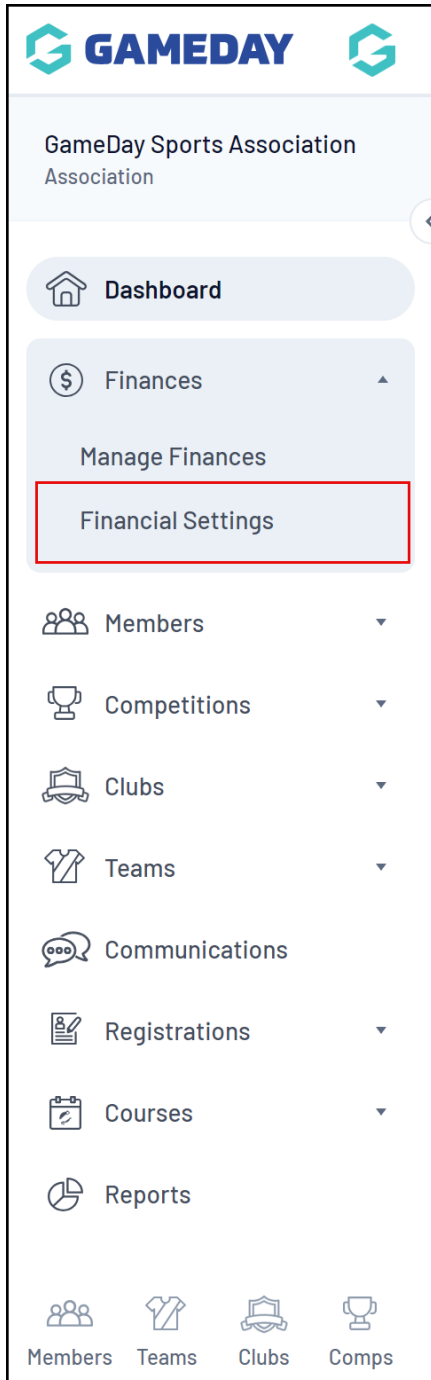 GAMEDAY
GameDay Sports Association
Association
Dashboard
Finances
Manage Finances
Financial Settings
Members
Competitions
Clubs
Teams
Communications
Registrations
Courses
Reports
Members Teams Clubs Comps